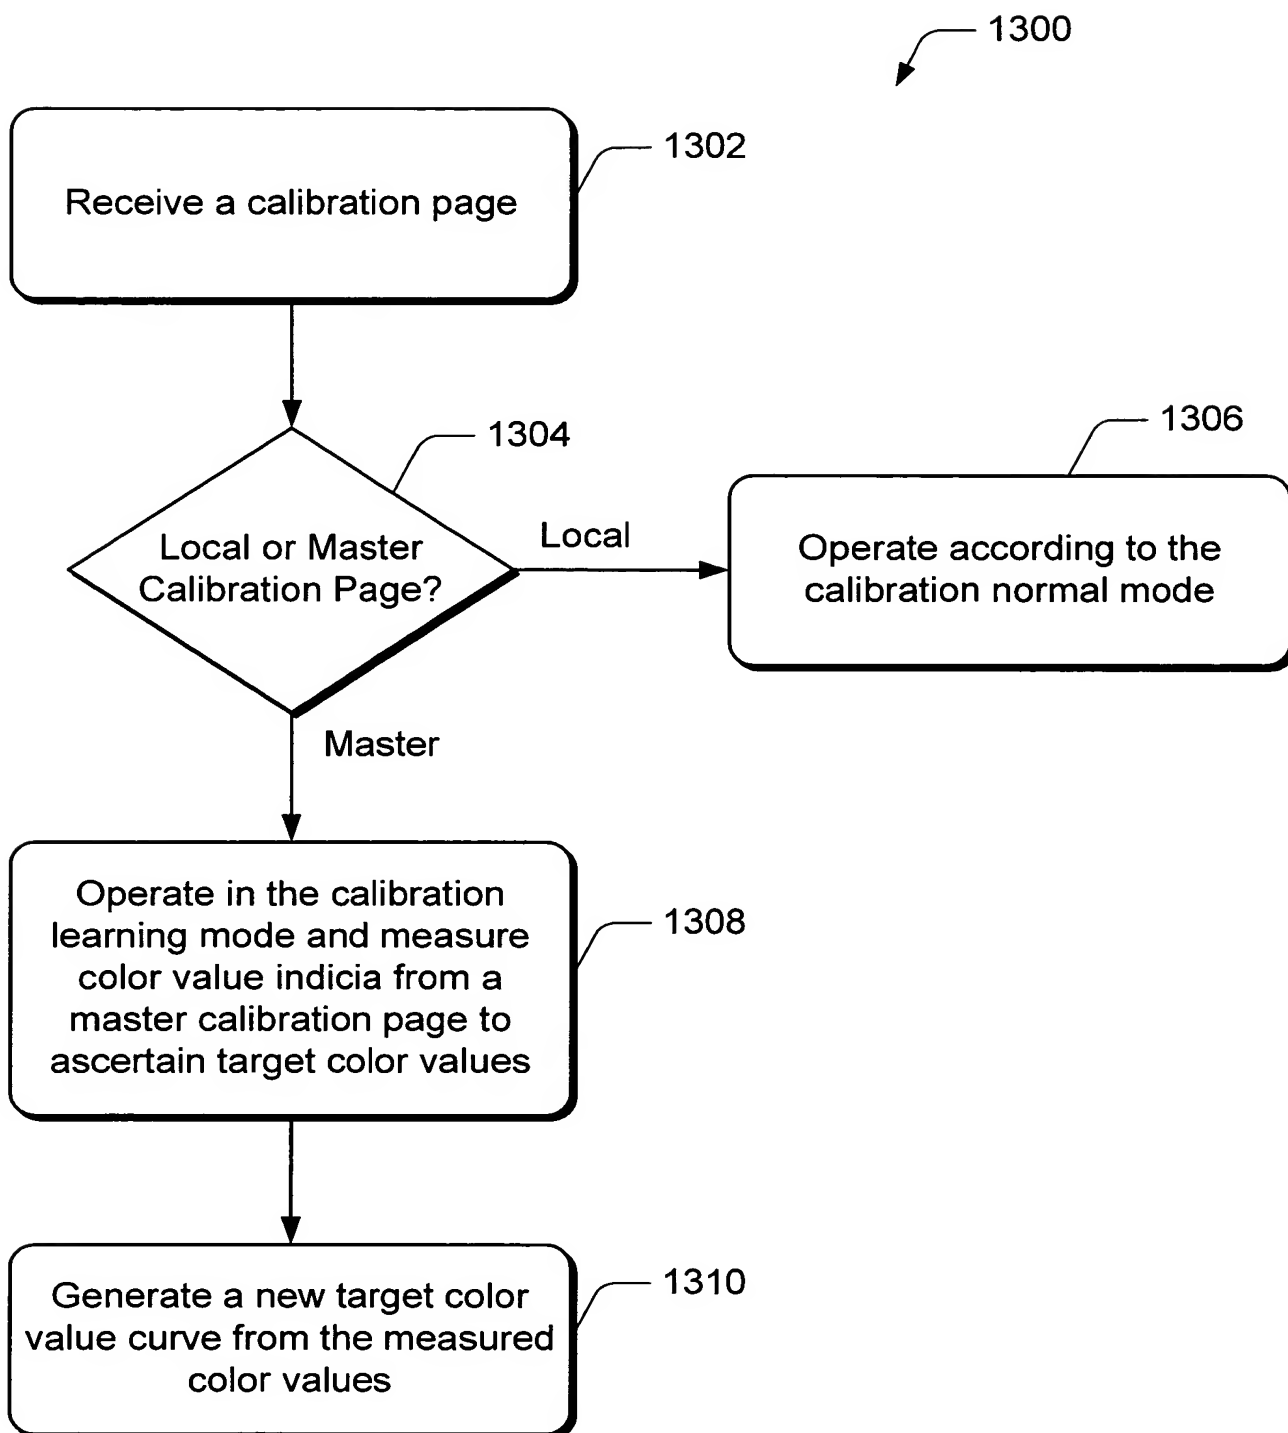 1300
1302
Receive a calibration page
1304
1306
Local or Master
Calibration Page?
Local
Operate according to the
calibration normal mode
Master
Operate in the calibration
learning mode and measure
color value indicia from a
master calibration page to
ascertain target color values
1308
Generate a new target color
value curve from the measured
color values
1310